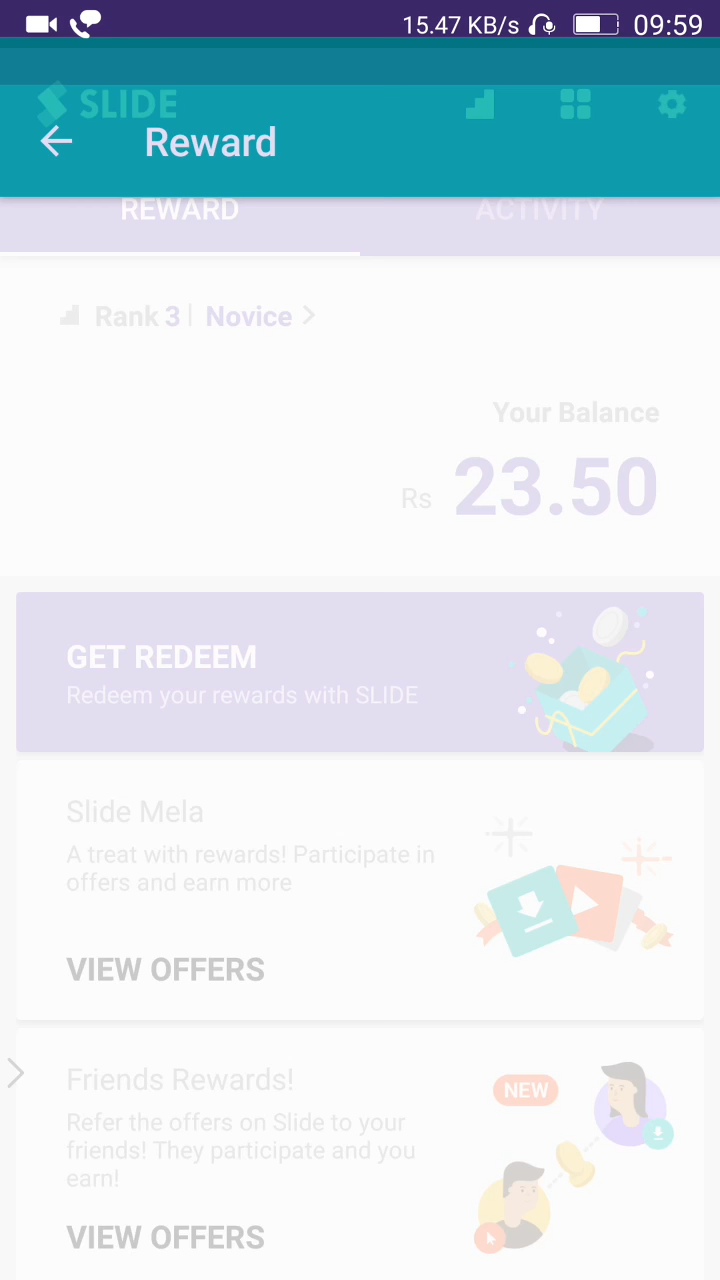 15.47 KB/s 09:59
SLIDE
Reward
REWARD ACTIVITY
Rank 3 | Novice
Your Balance
Rs 23.50
GET REDEEM
Redeem your rewards with SLIDE
Slide Mela
A treat with rewards! Participate in
offers and earn more
VIEW OFFERS
Friends Rewards!
NEW
Refer the offers on Slide to your
friends! They participate and you
earn!
VIEW OFFERS